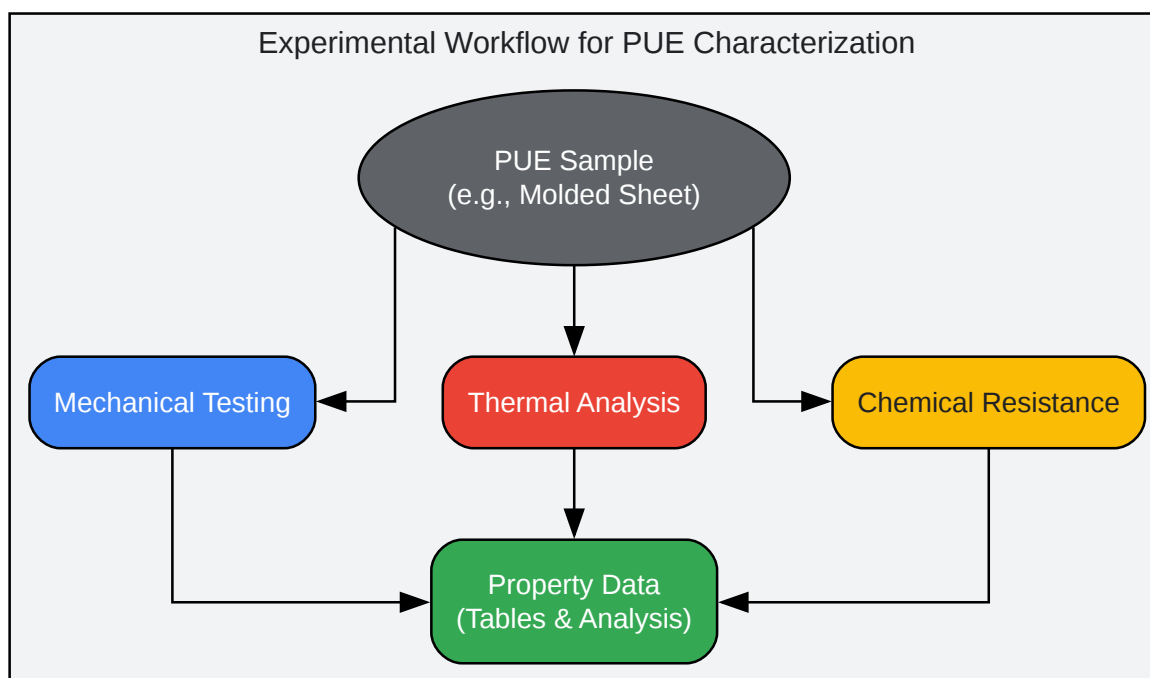 Experimental Workflow for PUE Characterization
PUE Sample
(e.g., Molded Sheet)
Mechanical Testing
Thermal Analysis
Chemical Resistance
Property Data
(Tables & Analysis)